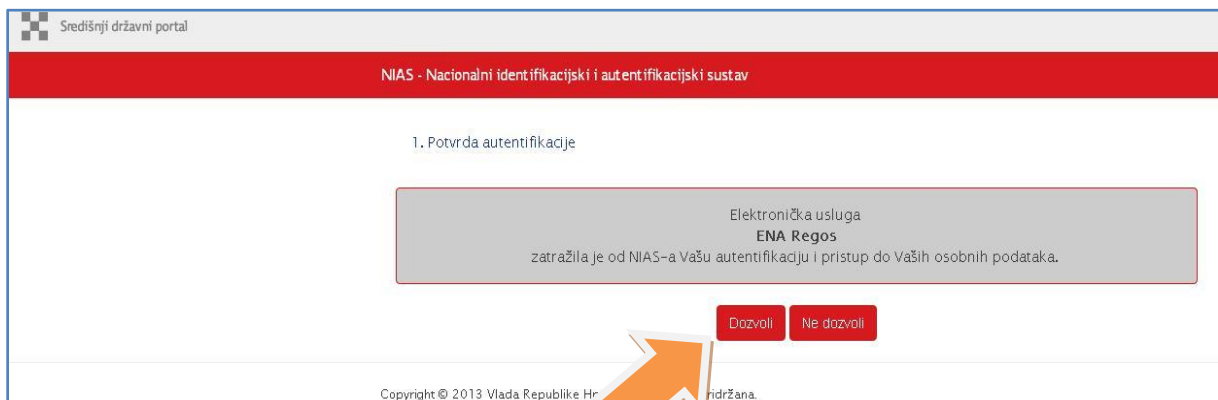 Središnji državni portal
NIAS - Nacionalni identifikacijski i autentifikacijski sustav
1. Potvrda autentifikacije
Elektronička usluga
ENA Regos
zatražila je od NIAS-a Vašu autentifikaciju i pristup do Vaših osobnih podataka.
Dozvoli Ne dozvoli
Copyright © 2013 Vlada Republike